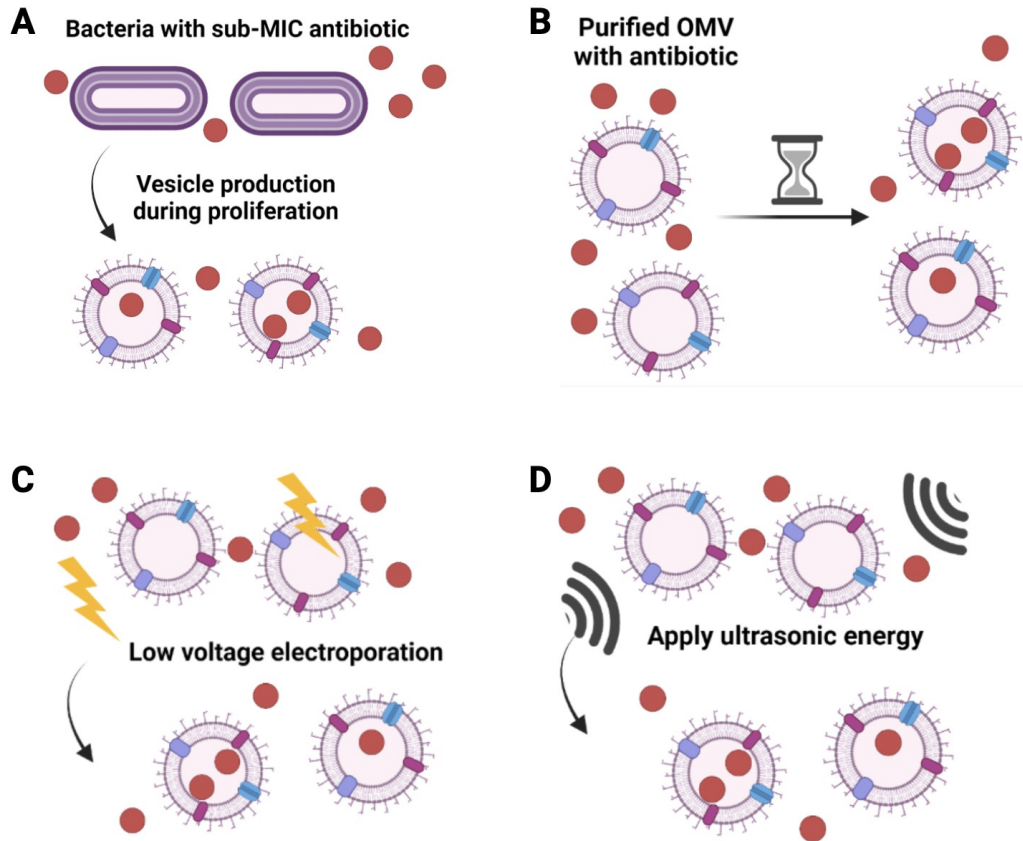 A
Bacteria with sub-MIC antibiotic
Vesicle production
during proliferation
B
Purified OMV
with antibiotic
C
Low voltage electroporation
D
Apply ultrasonic energy